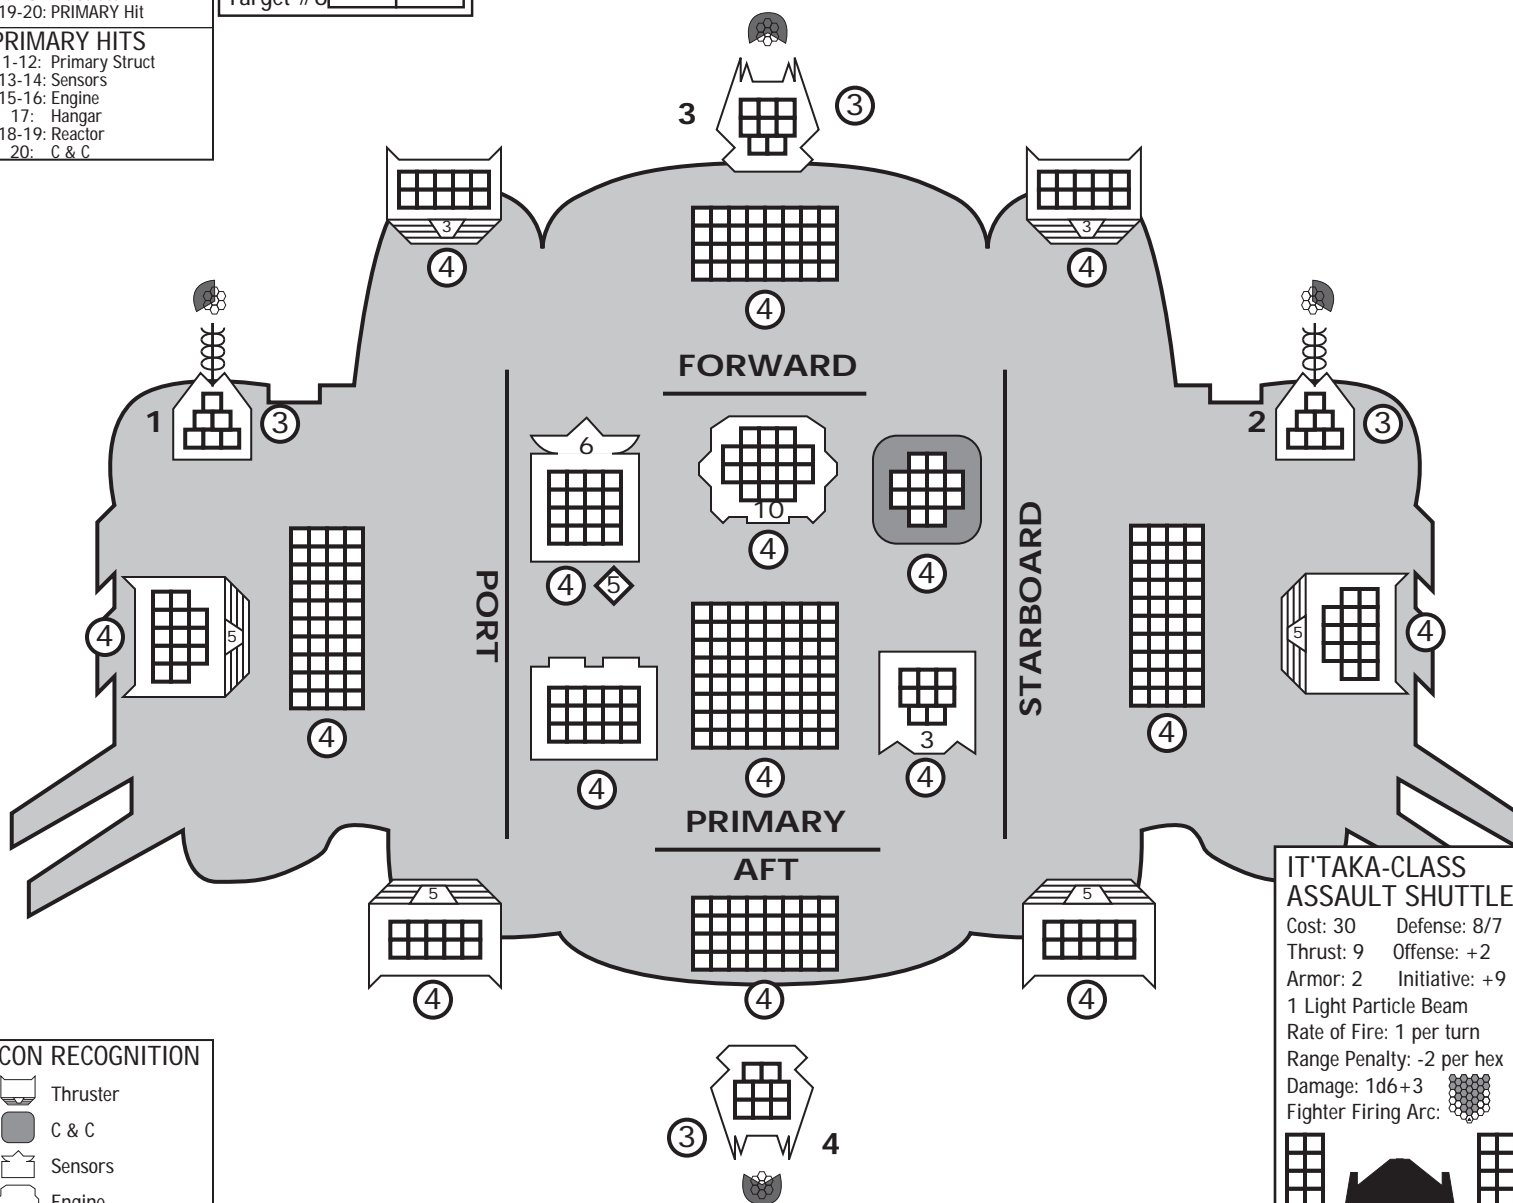 19-20: PRIMARY Hit
PRIMARY HITS
1-12: Primary Struct
13-14: Sensors
15-16: Engine
17: Hangar
18-19: Reactor
20: C & C
3
3
3
3
4
4
4
FORWARD
1
3
2
3
6
10
4
4
4
5
PORT
STARBOARD
4
5
5
4
4
4
3
4
4
4
PRIMARY
AFT
5
5
4
4
4
3
4
IT'TAKA-CLASS
ASSAULT SHUTTLE
Cost: 30 Defense: 8/7
Thrust: 9 Offense: +2
Armor: 2 Initiative: +9
1 Light Particle Beam
Rate of Fire: 1 per turn
Range Penalty: -2 per hex
Damage: 1d6+3
Fighter Firing Arc:
ICON RECOGNITION
Thruster
C & C
Sensors
Engine